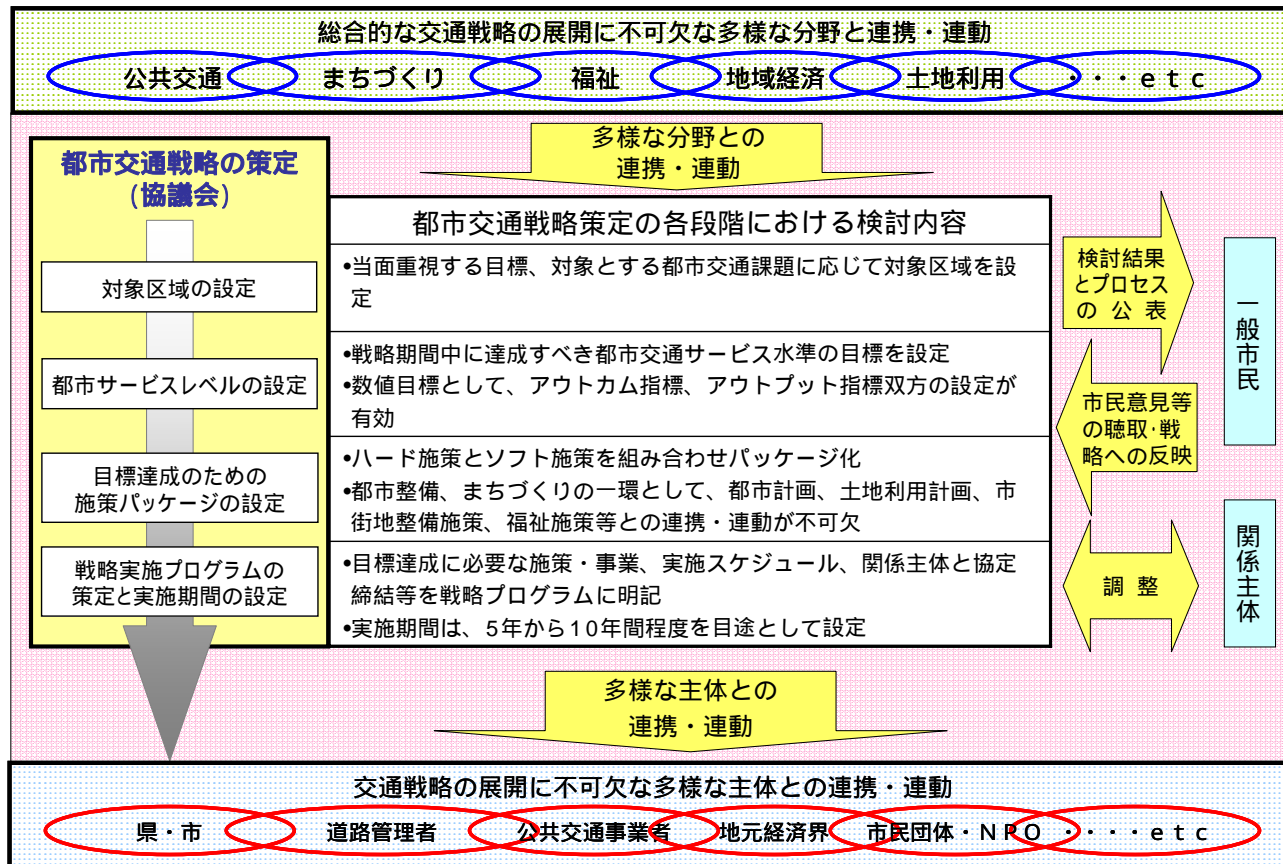 総合的な交通戦略の展開に不可欠な多様な分野と連携・連動
公共交通 まちづくり 福祉 地域経済 土地利用 ・・・ｅｔｃ
多様な分野との
連携・連動
都市交通戦略の策定
(協議会)
対象区域の設定
都市サービスレベルの設定
目標達成のための
施策パッケージの設定
戦略実施プログラムの
策定と実施期間の設定
都市交通戦略策定の各段階における検討内容
•当面重視する目標、対象とする都市交通課題に応じて対象区域を設
定
•戦略期間中に達成すべき都市交通サービス水準の目標を設定
•数値目標として、アウトカム指標、アウトプット指標双方の設定が
有効
•ハード施策とソフト施策を組み合わせパッケージ化
•都市整備、まちづくりの一環として、都市計画、土地利用計画、市
街地整備施策、福祉施策等との連携・連動が不可欠
•目標達成に必要な施策・事業、実施スケジュール、関係主体と協定
締結等を戦略プログラムに明記
•実施期間は、5年から10年間程度を目途として設定
検討結果
とプロセス
の公表
市民意見等
の聴取・戦
略への反映
調整
一般市民
関係主体
多様な主体との
連携・連動
交通戦略の展開に不可欠な多様な主体との連携・連動
県・市 道路管理者 公共交通事業者 地元経済界 市民団体・ＮＰＯ ・・・・ｅｔｃ